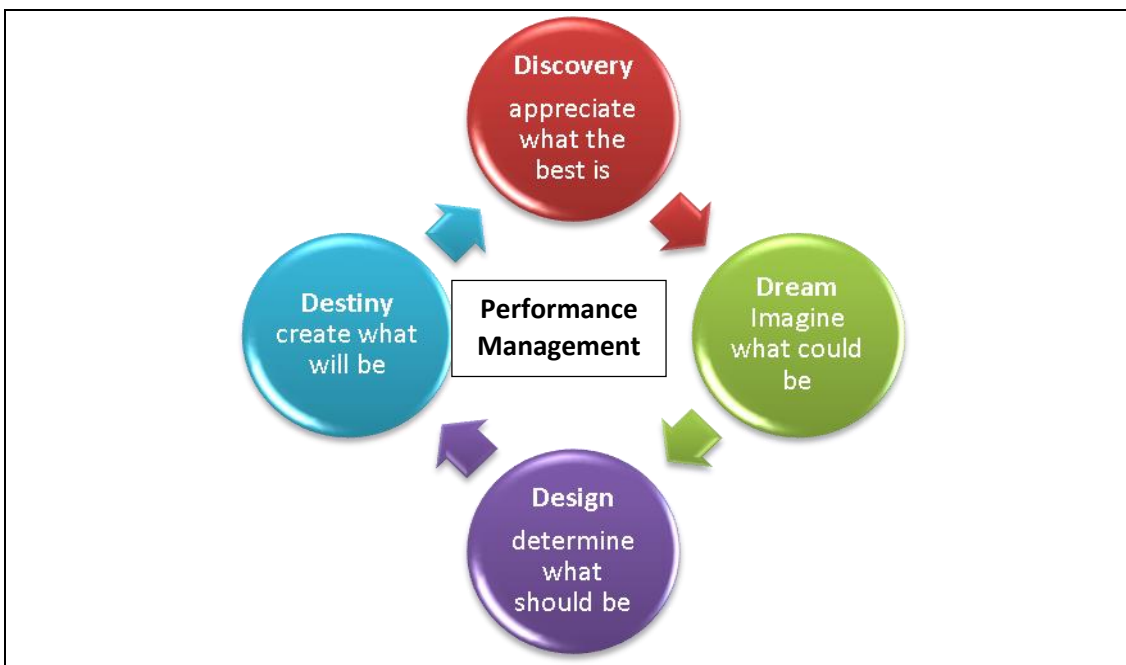 Discovery
appreciate
what the
best is
Dream
Imagine
what could
be
Design
determine
what
should be
Destiny
create what
will be
Performance
Management